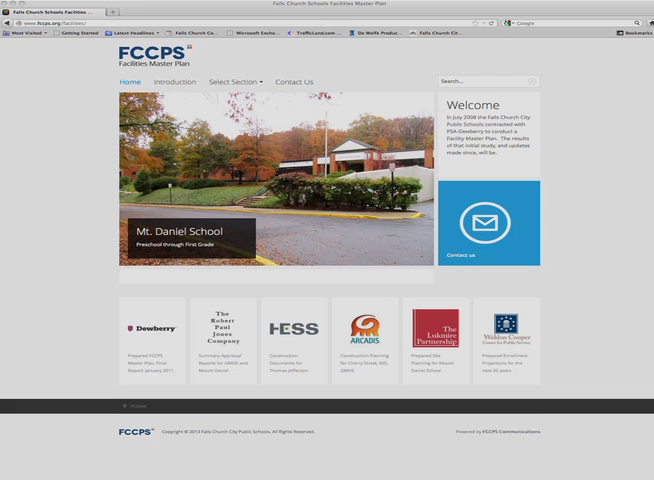 Falls Church Schools Facilities Master Plan
Falls Church Schools Facilities ...
www.fccps.org/facilities/
Google
Most Visited
Getting Started
Latest Headlines
Falls Church Co...
Microsoft Excha...
TrafficLand.com ...
De Wolfe Produc...
Falls Church Cit...
Bookmarks
FCCPS
Facilities Master Plan
Home
Introduction
Select Section
Contact Us
Search...
Mt. Daniel School
Preschool through First Grade
Welcome
In July 2008 the Falls Church City
Public Schools contracted with
PSA-Dewberry to conduct a
Facility Master Plan. The results
of that initial study, and updates
made since, will be.
Contact us
Dewberry
Prepared FCCPS
Master Plan, Final
Report: January 2011
The
Robert
Paul
Jones
Company
Summary Appraisal
Reports for GMHS and
Mount Daniel
HESS
Construction
Documents for
Thomas Jefferson
ARCADIS
Construction Planning
for Cherry Street, MD,
GMHS
The
Lukmire
Partnership
Prepared Site
Planning for Mount
Daniel School
Weldon Cooper
Center for Public Service
Prepared Enrollment
Projections for the
next 20 years
Home
FCCPS
Copyright © 2013 Falls Church City Public Schools. All Rights Reserved.
Powered by FCCPS Communications